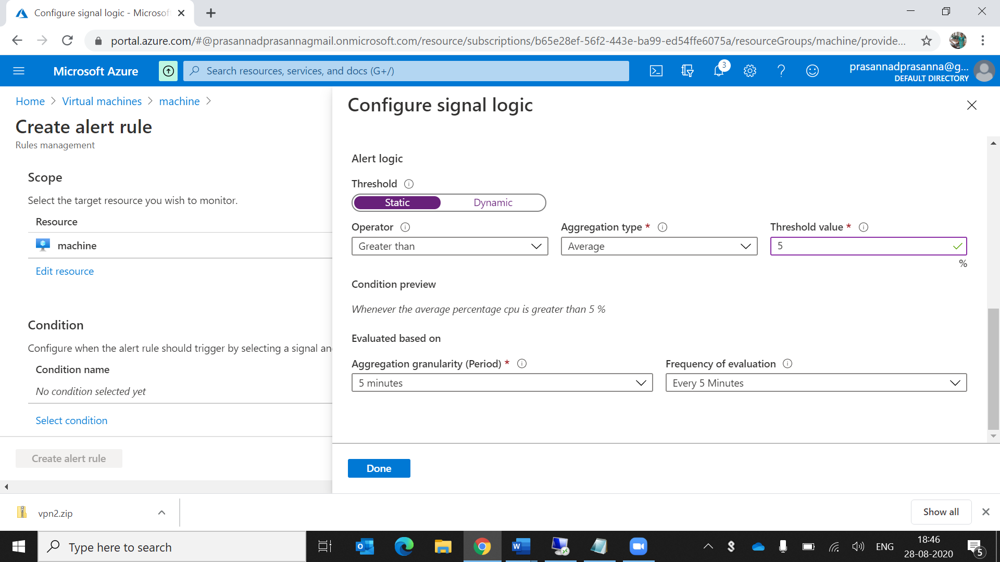 Configure signal logic - Microsof
portal.azure.com/#@prasannadprasannagmail.onmicrosoft.com/resource/subscriptions/b65e28ef-56f2-443e-ba99-ed54ffe6075a/resourceGroups/machine/provide...
Microsoft Azure
Search resources, services, and docs (G+/)
3
prasannadprasanna@g...
DEFAULT DIRECTORY
Home > Virtual machines > machine >
Create alert rule
Rules management
Scope
Select the target resource you wish to monitor.
Resource
machine
Edit resource
Condition
Configure when the alert rule should trigger by selecting a signal an
Condition name
No condition selected yet
Select condition
Create alert rule
Configure signal logic
Alert logic
Threshold
Static Dynamic
Operator Aggregation type * Threshold value *
Greater than Average 5
%
Condition preview
Whenever the average percentage cpu is greater than 5 %
Evaluated based on
Aggregation granularity (Period) * Frequency of evaluation
5 minutes Every 5 Minutes
Done
vpn2.zip
Show all
Type here to search
ENG
18:46
28-08-2020
5